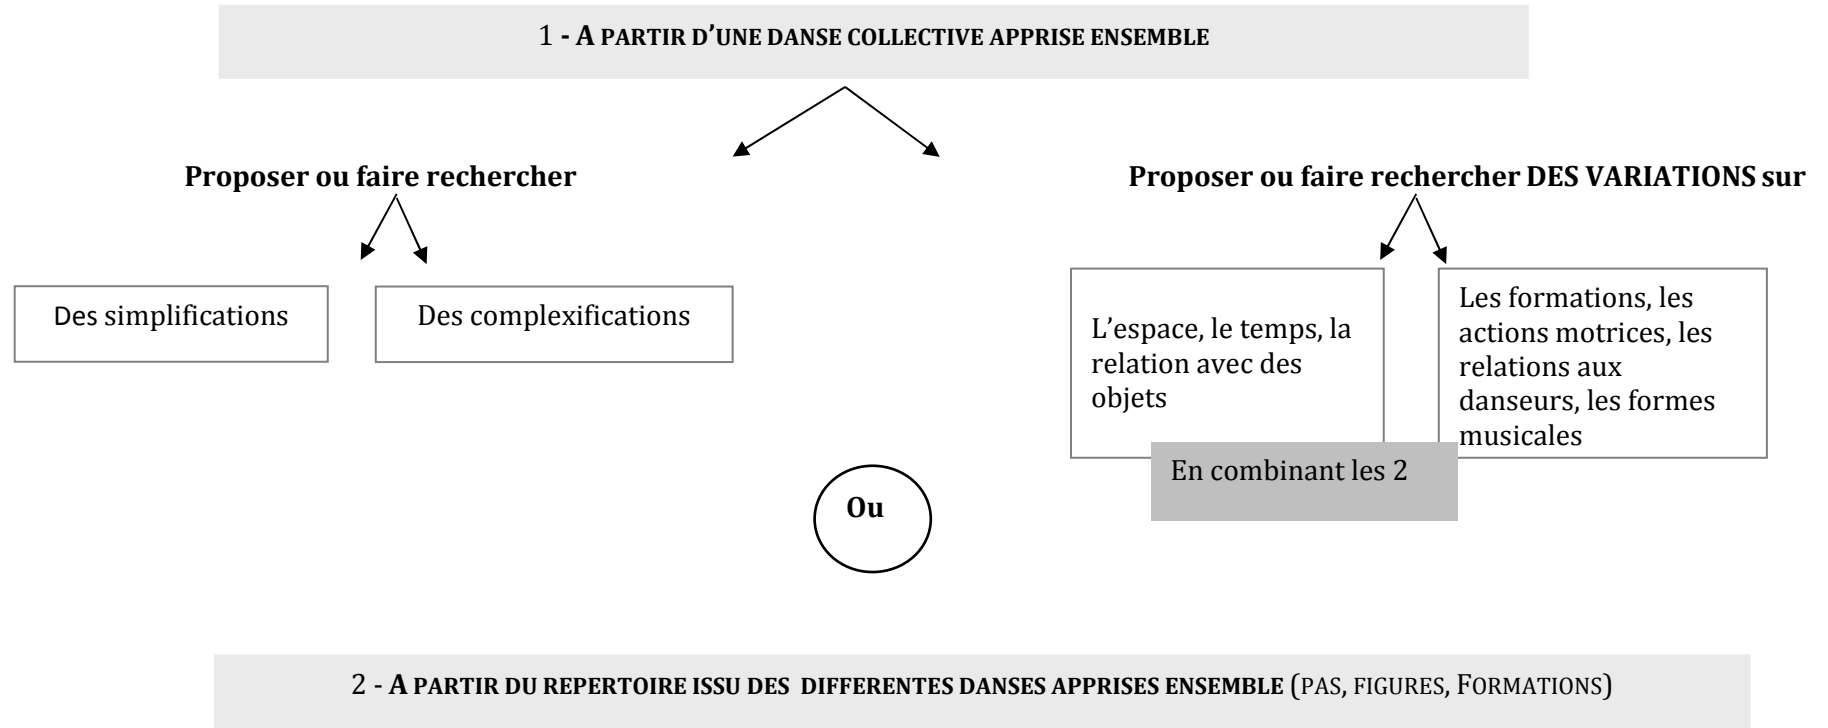 1 - A PARTIR D’UNE DANSE COLLECTIVE APPRISE ENSEMBLE
Proposer ou faire rechercher
Proposer ou faire rechercher DES VARIATIONS sur
Des simplifications
Des complexifications
L’espace, le temps, la
relation avec des
objets
Les formations, les
actions motrices, les
relations aux
danseurs, les formes
musicales
En combinant les 2
Ou
2 - A PARTIR DU REPERTOIRE ISSU DES DIFFERENTES DANSES APPRISES ENSEMBLE (PAS, FIGURES, FORMATIONS)